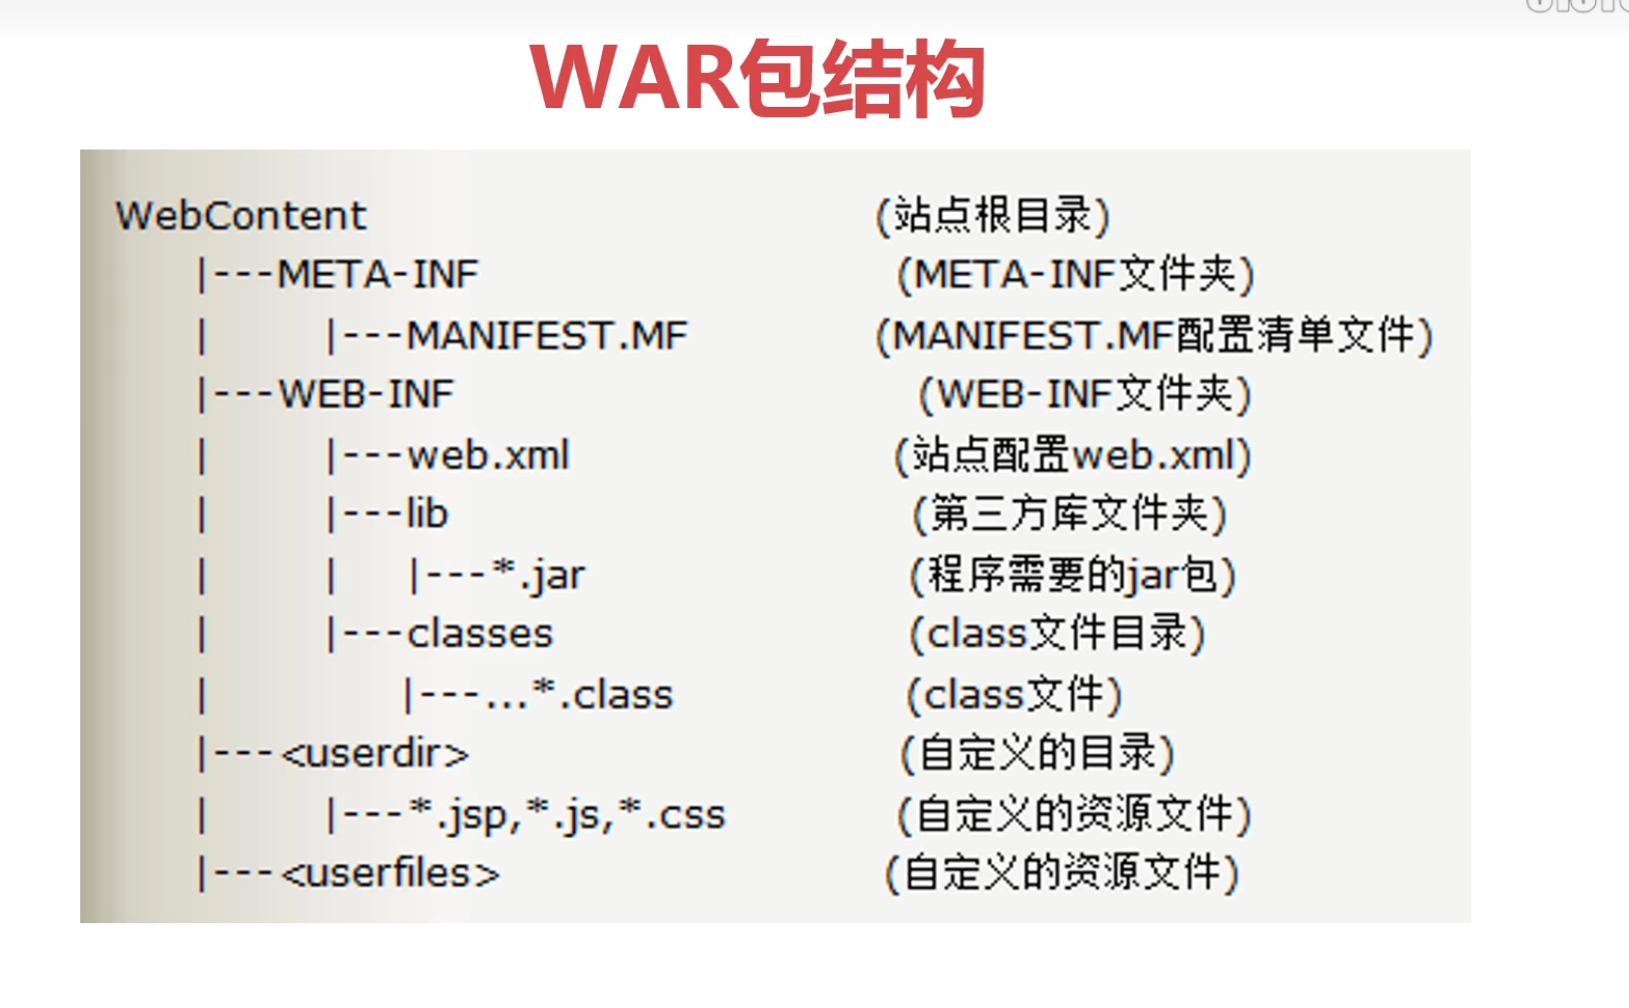 WAR包结构
WebContent (站点根目录)
|---META-INF (META-INF文件夹)
| |---MANIFEST.MF (MANIFEST.MF配置清单文件)
|---WEB-INF (WEB-INF文件夹)
| |---web.xml (站点配置web.xml)
| |---lib (第三方库文件夹)
| | |---*.jar (程序需要的jar包)
| |---classes (class文件目录)
| |---...*.class (class文件)
|---<userdir> (自定义的目录)
| |---*.jsp,*.js,*.css (自定义的资源文件)
|---<userfiles> (自定义的资源文件)